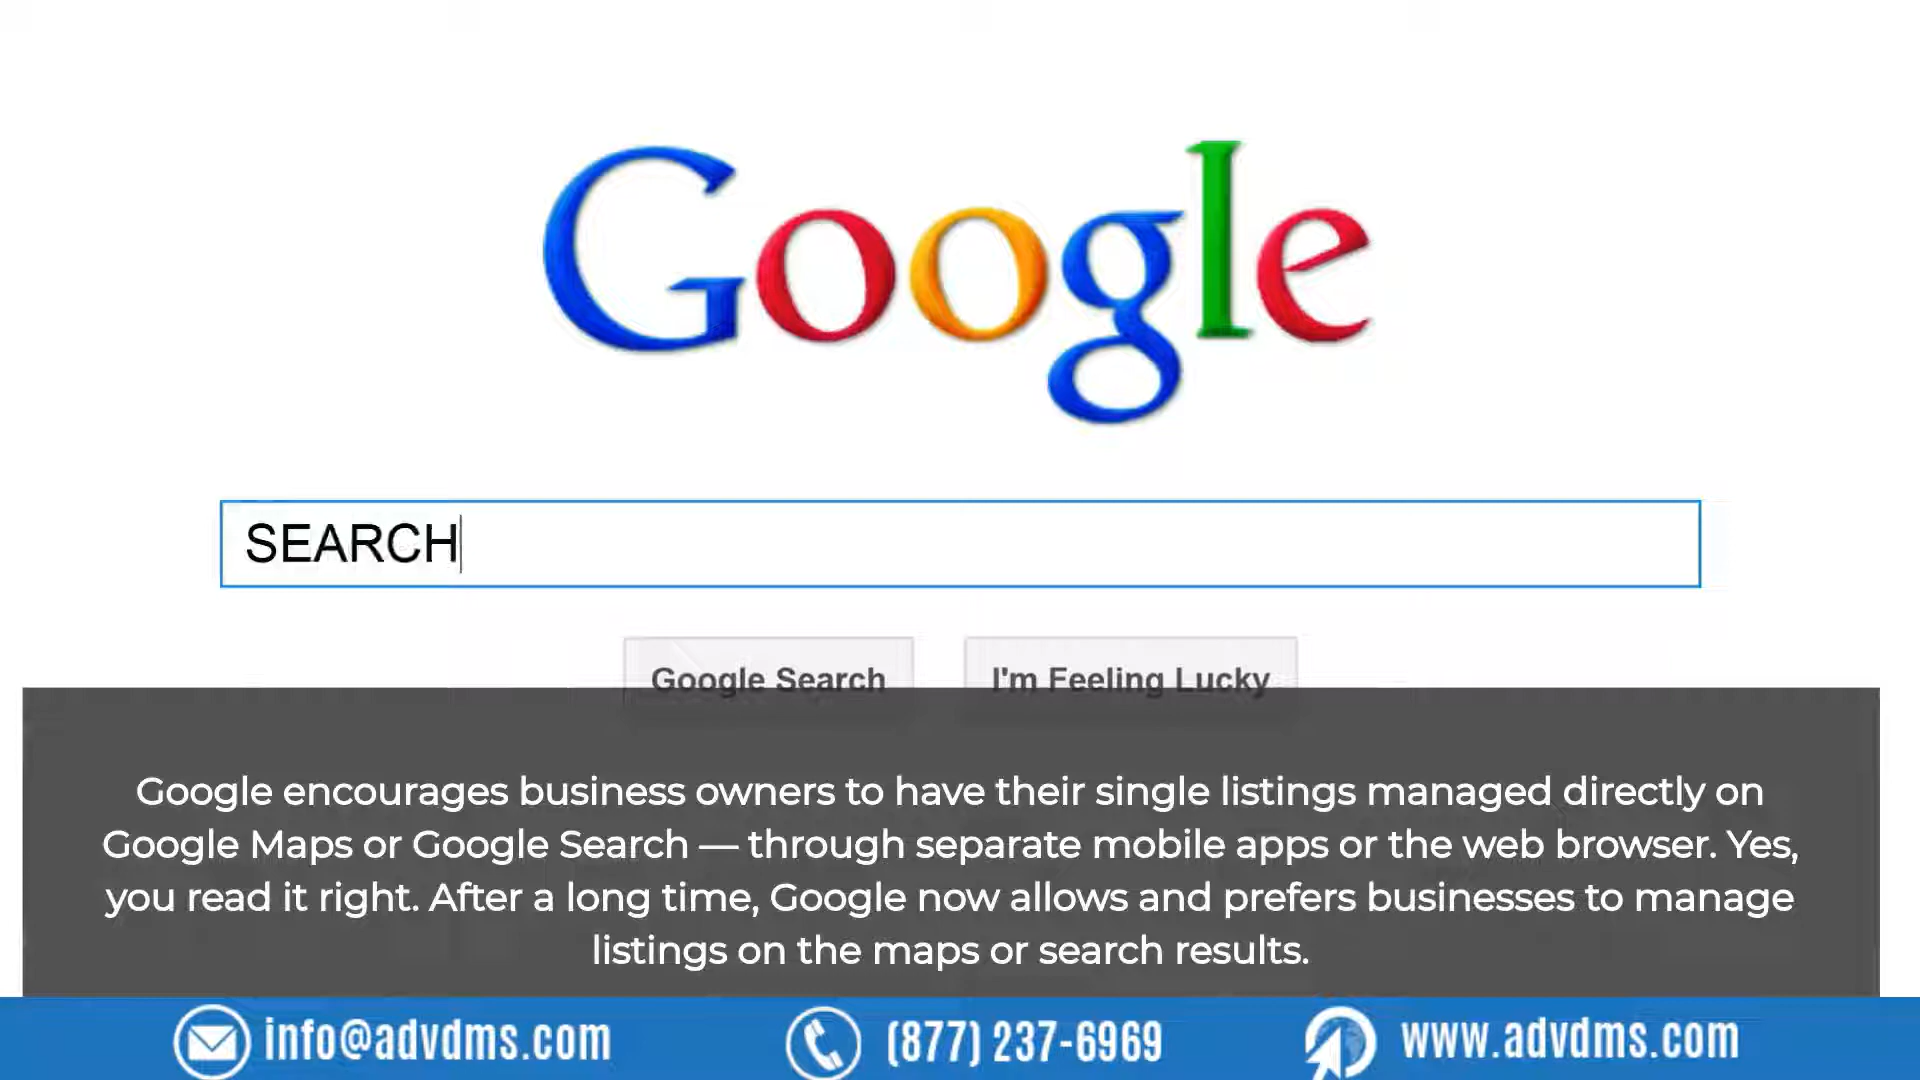 Google
SEARCH
Google Search
I'm Feeling Lucky
Google encourages business owners to have their single listings managed directly on
Google Maps or Google Search — through separate mobile apps or the web browser. Yes,
you read it right. After a long time, Google now allows and prefers businesses to manage
listings on the maps or search results.
info@advdms.com
(877) 237-6969
www.advdms.com